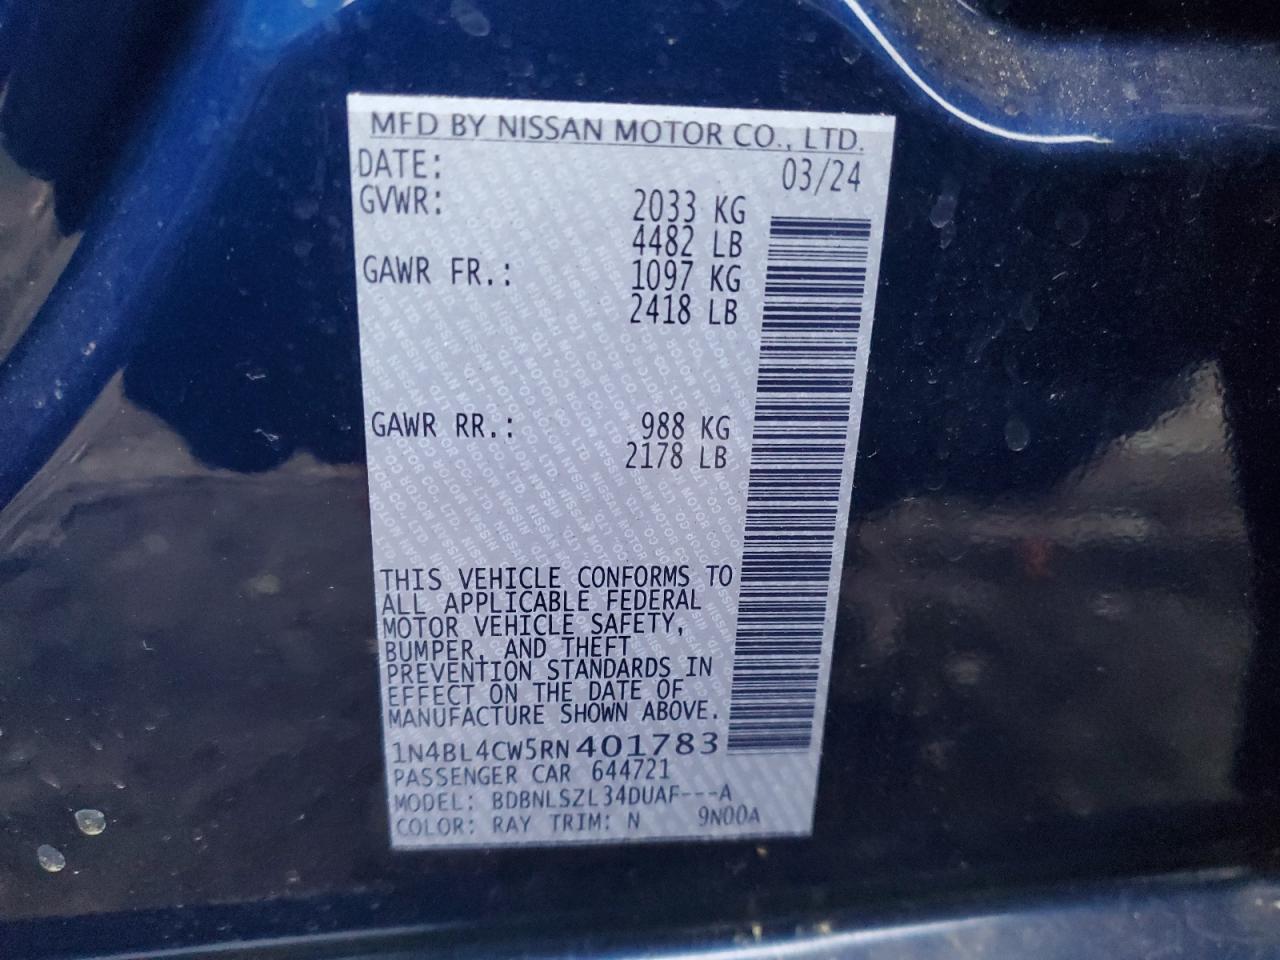 MFD BY NISSAN MOTOR CO., LTD.
DATE: 03/24
GVWR: 2033 KG
4482 LB
GAWR FR.: 1097 KG
2418 LB
GAWR RR.: 988 KG
2178 LB
THIS VEHICLE CONFORMS TO
ALL APPLICABLE FEDERAL
MOTOR VEHICLE SAFETY,
BUMPER, AND THEFT
PREVENTION STANDARDS IN
EFFECT ON THE DATE OF
MANUFACTURE SHOWN ABOVE.
1N4BL4CW5RN401783
PASSENGER CAR 644721
MODEL: BDBNLSZL34DUAF---A
COLOR: RAY TRIM: N 9N00A